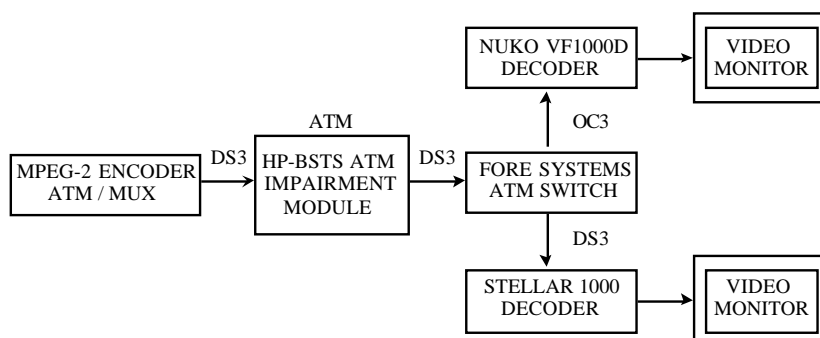 NUKO VF1000D
DECODER
VIDEO
MONITOR
ATM
OC3
DS3
HP-BSTS ATM
IMPAIRMENT
MODULE
DS3
MPEG-2 ENCODER
ATM / MUX
FORE SYSTEMS
ATM SWITCH
DS3
STELLAR 1000
DECODER
VIDEO
MONITOR